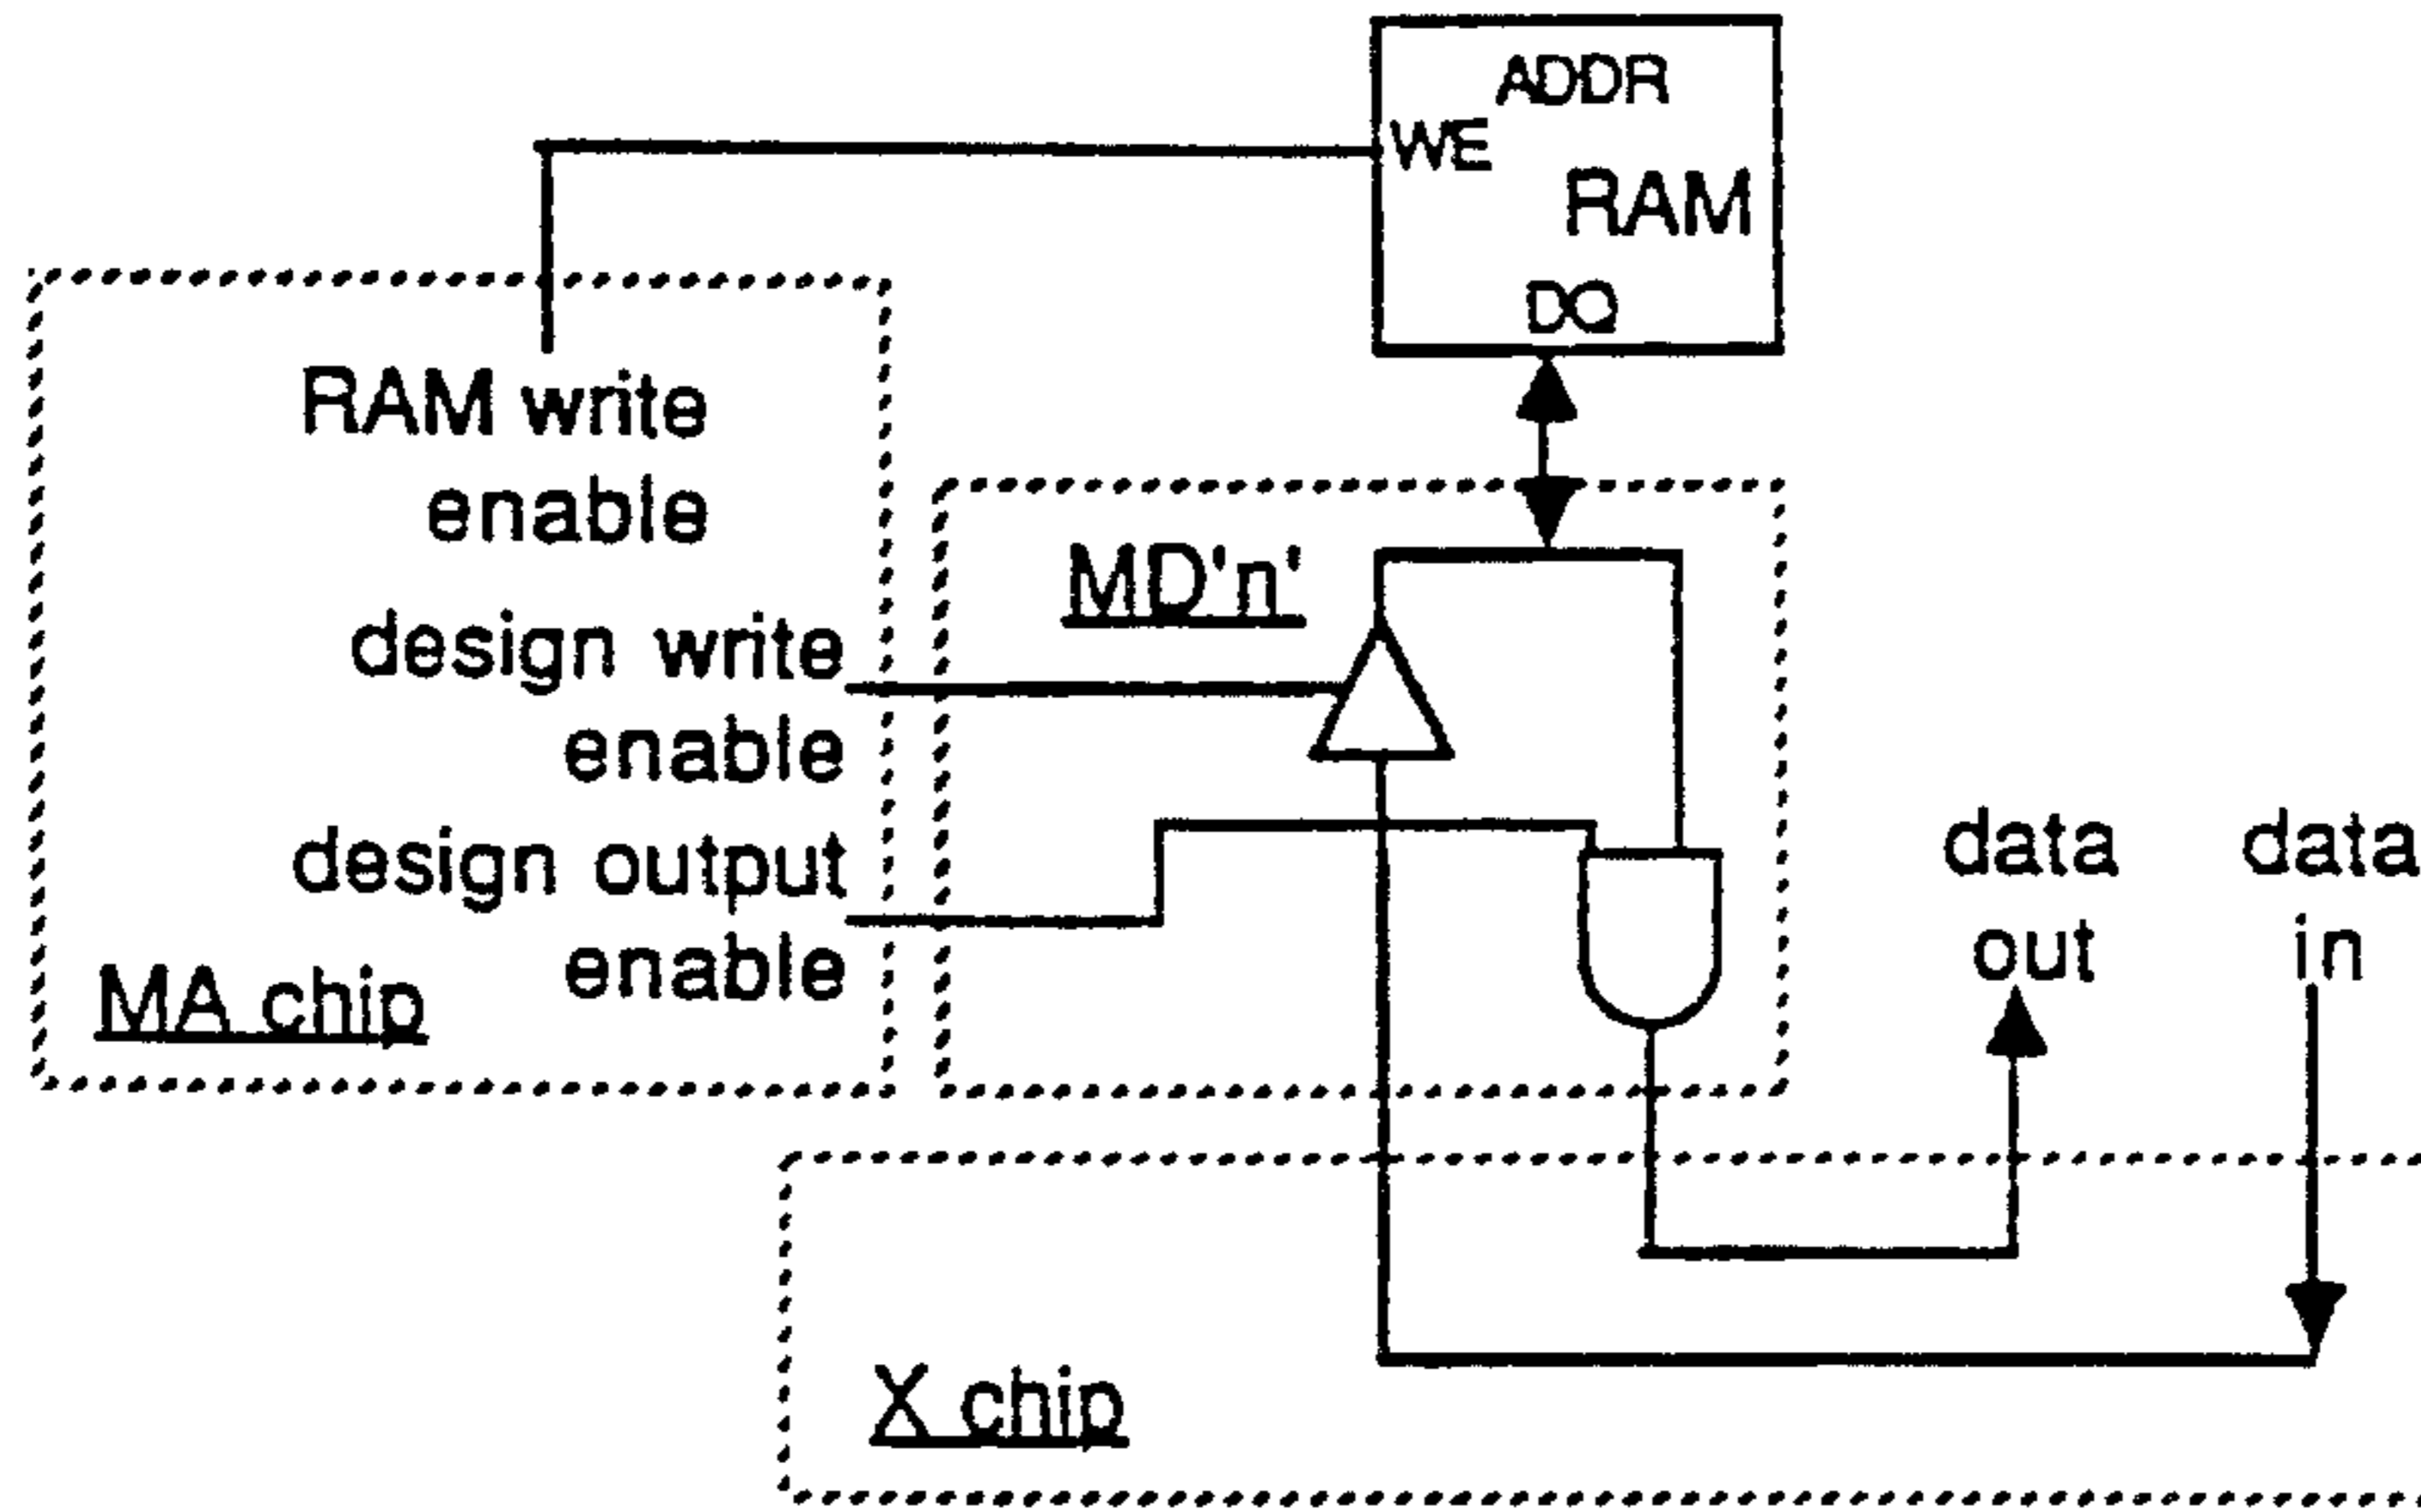 ADDR
WE
RAM
DQ
RAM write
enable
MD'n'
design write
enable
design output
enable
MA chip
data
out
data
in
X chip